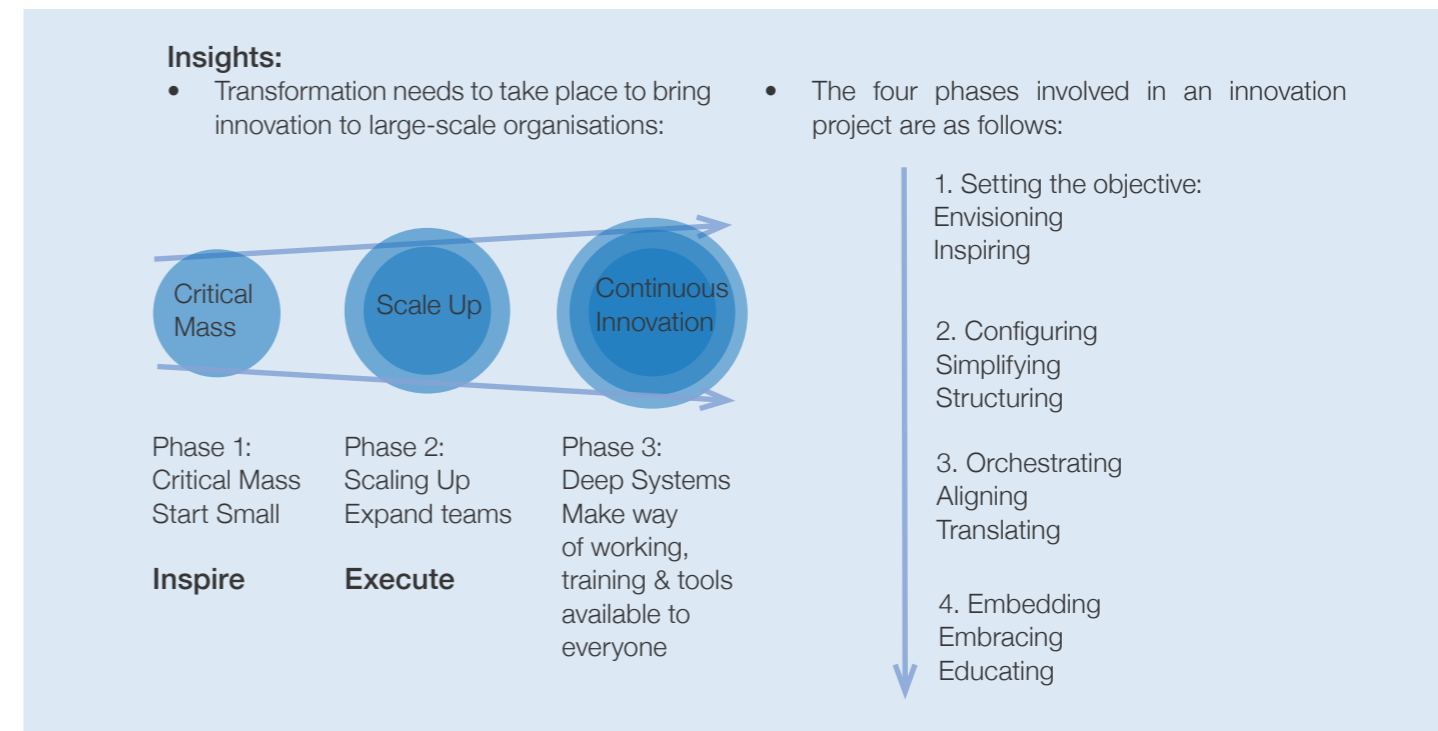 Insights:
• Transformation needs to take place to bring
innovation to large-scale organisations:
Critical
Mass
Scale Up
Continuous
Innovation
Phase 1:
Critical Mass
Start Small
Inspire
Phase 2:
Scaling Up
Expand teams
Execute
Phase 3:
Deep Systems
Make way
of working,
training & tools
available to
everyone
• The four phases involved in an innovation
project are as follows:
1. Setting the objective:
Envisioning
Inspiring
2. Configuring
Simplifying
Structuring
3. Orchestrating
Aligning
Translating
4. Embedding
Embracing
Educating